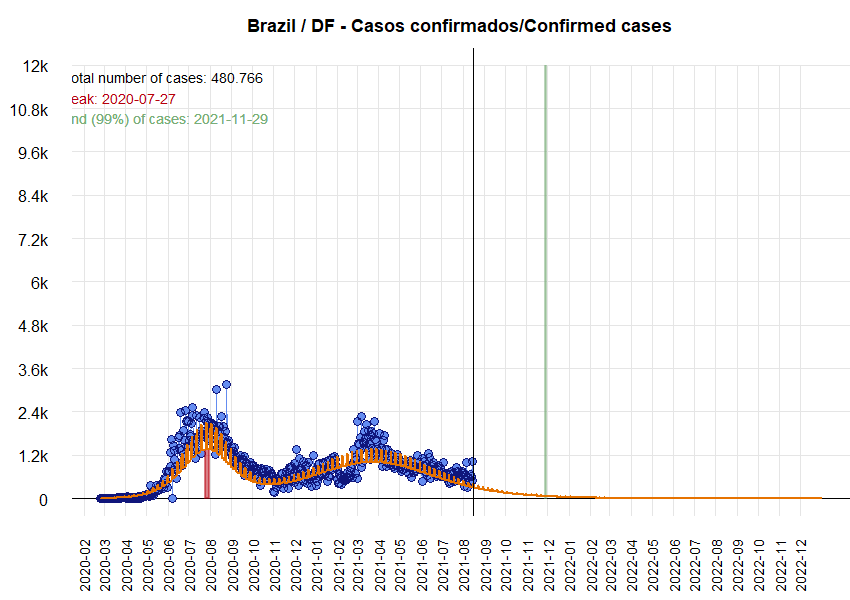 Brazil / DF - Casos confirmados/Confirmed cases
12k
10.8k
9.6k
8.4k
7.2k
6k
4.8k
3.6k
2.4k
1.2k
0
otal number of cases: 480.766
eak: 2020-07-27
nd (99%) of cases: 2021-11-29
2020-02
2020-03
2020-04
2020-05
2020-06
2020-07
2020-08
2020-09
2020-10
2020-11
2020-12
2021-01
2021-02
2021-03
2021-04
2021-05
2021-06
2021-07
2021-08
2021-09
2021-10
2021-11
2021-12
2022-01
2022-02
2022-03
2022-04
2022-05
2022-06
2022-07
2022-08
2022-09
2022-10
2022-11
2022-12